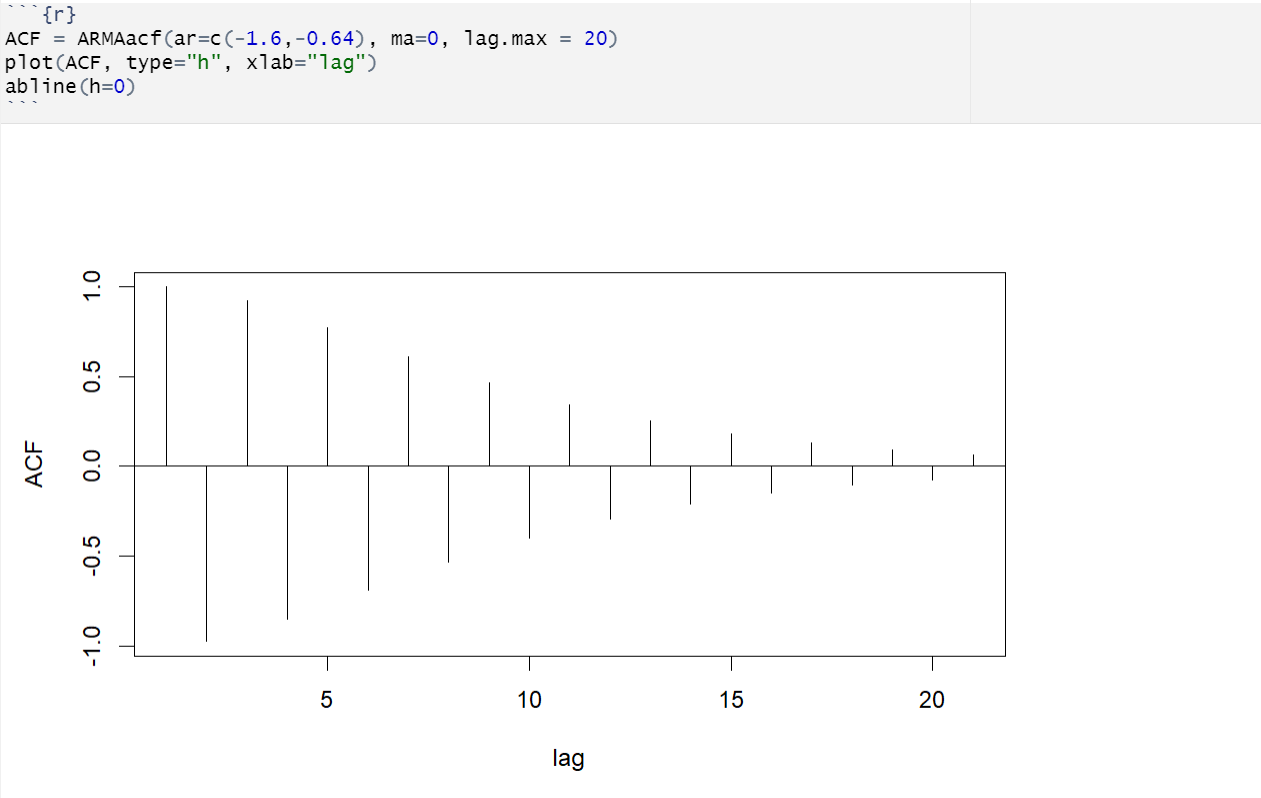 ```{r}
ACF = ARMAacf(ar=c(-1.6,-0.64), ma=0, lag.max = 20)
plot(ACF, type="h", xlab="lag")
abline(h=0)
```
1.0
0.5
0.0
-0.5
-1.0
ACF
5 10 15 20
lag